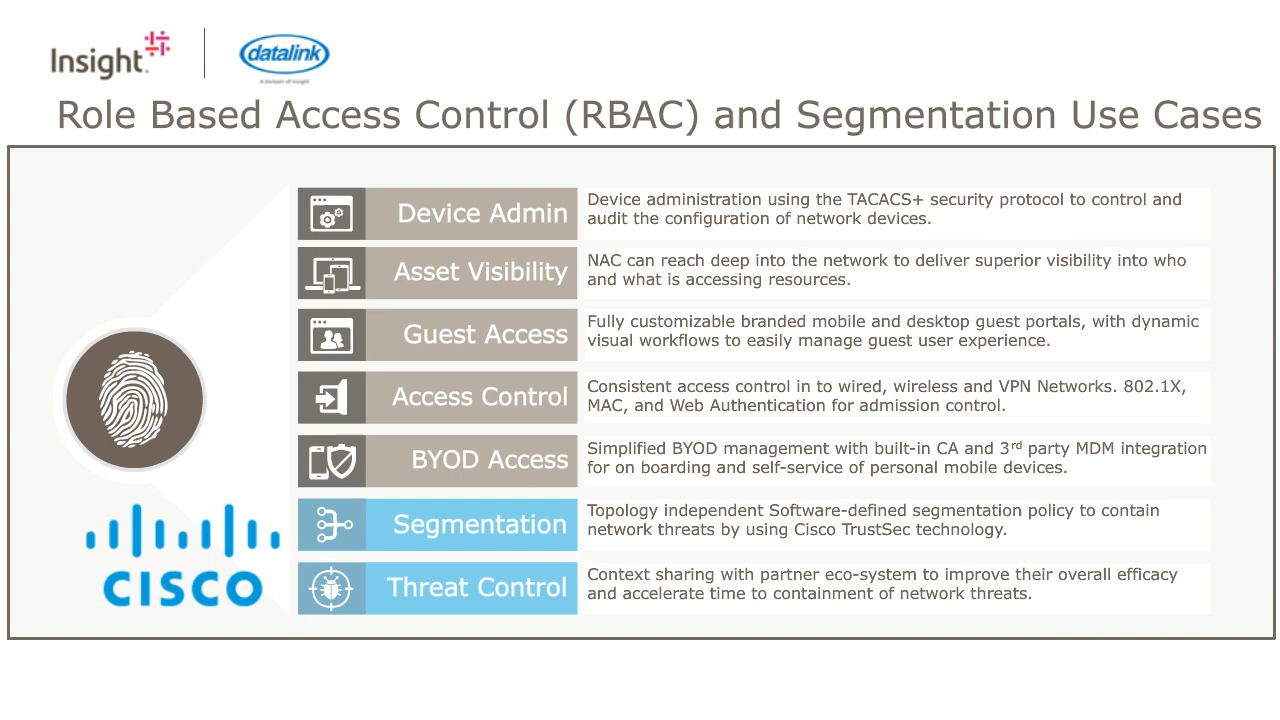 Insight.
datalink
A division of Insight
Role Based Access Control (RBAC) and Segmentation Use Cases
Device Admin
Device administration using the TACACS+ security protocol to control and
audit the configuration of network devices.
Asset Visibility
NAC can reach deep into the network to deliver superior visibility into who
and what is accessing resources.
Guest Access
Fully customizable branded mobile and desktop guest portals, with dynamic
visual workflows to easily manage guest user experience.
Access Control
Consistent access control in to wired, wireless and VPN Networks. 802.1X,
MAC, and Web Authentication for admission control.
BYOD Access
Simplified BYOD management with built-in CA and 3rd party MDM integration
for on boarding and self-service of personal mobile devices.
Segmentation
Topology independent Software-defined segmentation policy to contain
network threats by using Cisco TrustSec technology.
Threat Control
Context sharing with partner eco-system to improve their overall efficacy
and accelerate time to containment of network threats.
CISCO